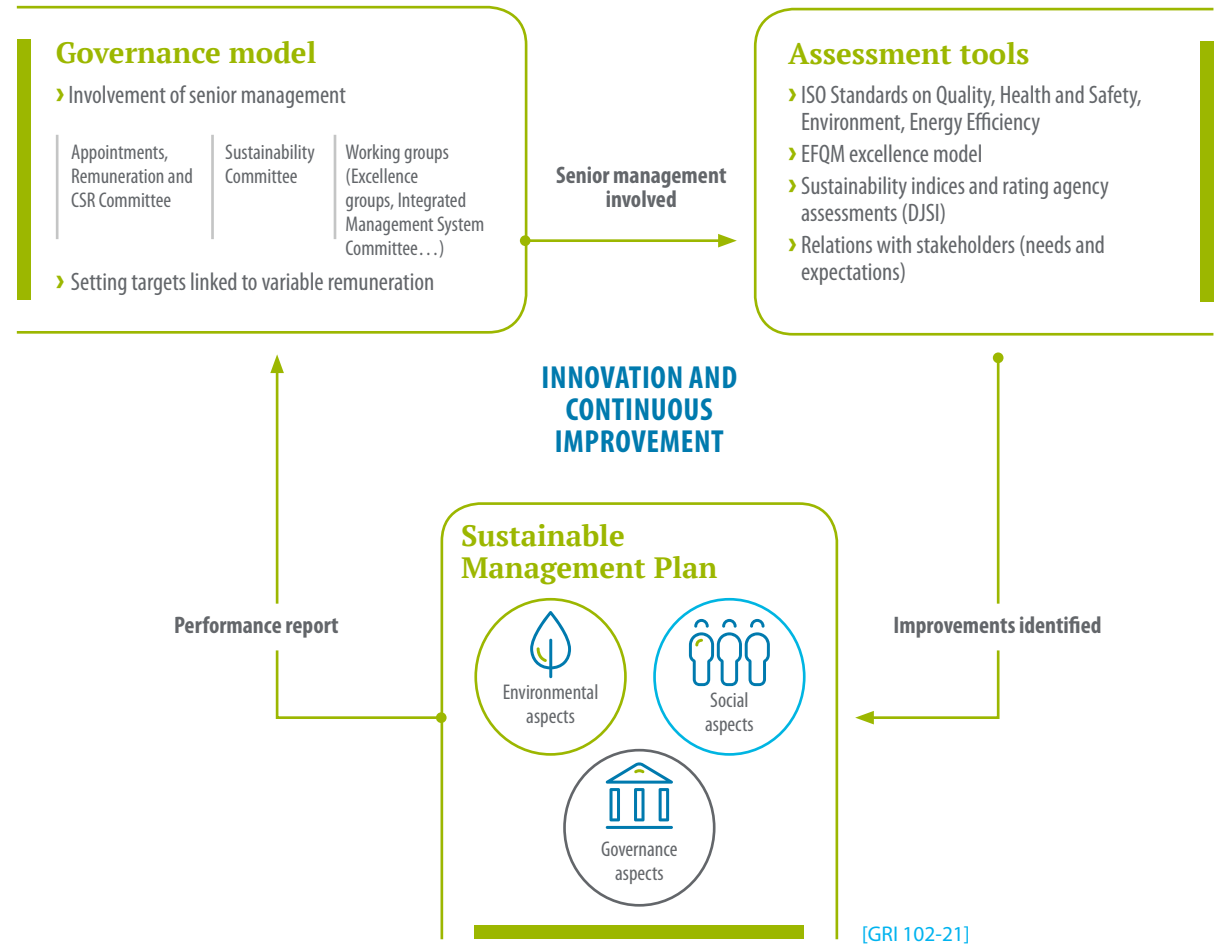 Governance model
› Involvement of senior management
Appointments,
Remuneration and
CSR Committee
Sustainability
Committee
Working groups
(Excellence
groups, Integrated
Management System
Committee…)
› Setting targets linked to variable remuneration
Senior management
involved
Assessment tools
› ISO Standards on Quality, Health and Safety,
Environment, Energy Efficiency
› EFQM excellence model
› Sustainability indices and rating agency
assessments (DJSI)
› Relations with stakeholders (needs and
expectations)
INNOVATION AND
CONTINUOUS
IMPROVEMENT
Performance report
Sustainable
Management Plan
Environmental
aspects
Social
aspects
Governance
aspects
Improvements identified
[GRI 102-21]